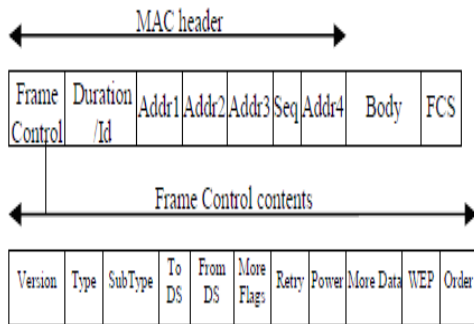 MAC header
Frame Control Duration /Id Addr1 Addr2 Addr3 Seq Addr4 Body FCS
Frame Control contents
Version Type SubType To DS From DS More Flags Retry Power More Data WEP Order